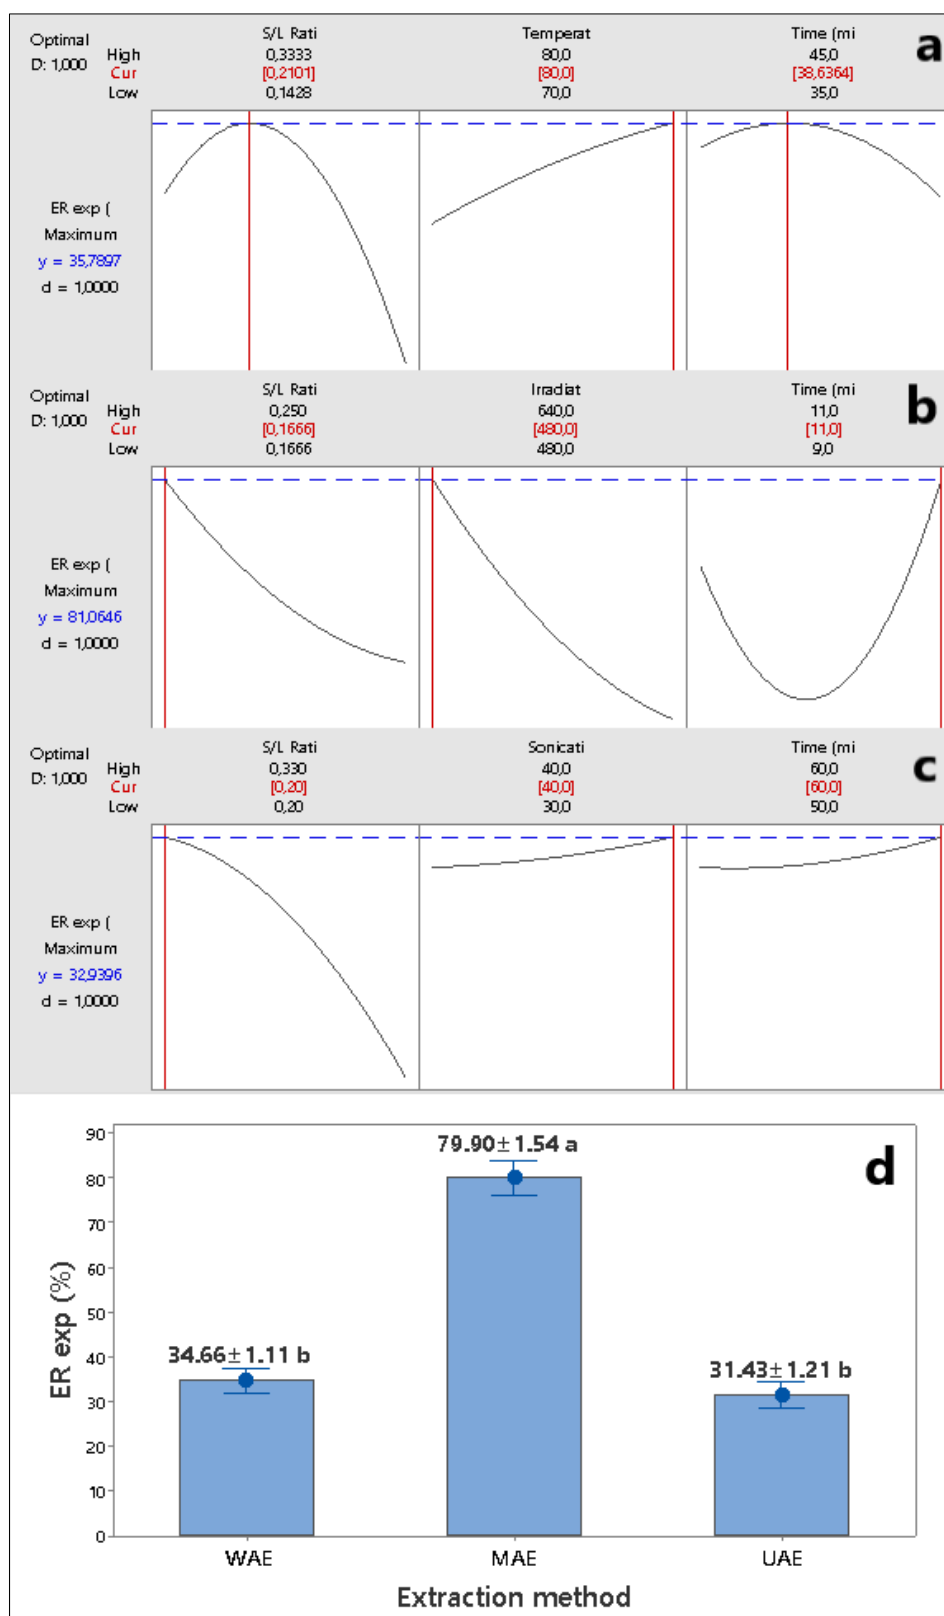 Optimal
D: 1,000
High
Cur
Low
S/L Rati
0,3333
[0,2101]
0,1428
Temperat
80,0
[80,0]
70,0
Time (mi
45,0
[38,6364]
35,0
a
ER exp (
Maximum
y = 35,7897
d = 1,0000
Optimal
D: 1,000
High
Cur
Low
S/L Rati
0,250
[0,1666]
0,1666
Irradiat
640,0
[480,0]
480,0
Time (mi
11,0
[11,0]
9,0
b
ER exp (
Maximum
y = 81,0646
d = 1,0000
Optimal
D: 1,000
High
Cur
Low
S/L Rati
0,330
[0,20]
0,20
Sonicati
40,0
[40,0]
30,0
Time (mi
60,0
[60,0]
50,0
c
ER exp (
Maximum
y = 32,9396
d = 1,0000
d
ER exp (%)
90
80
70
60
50
40
30
20
10
0
34.66±1.11 b
79.90±1.54 a
31.43±1.21 b
WAE
MAE
UAE
Extraction method